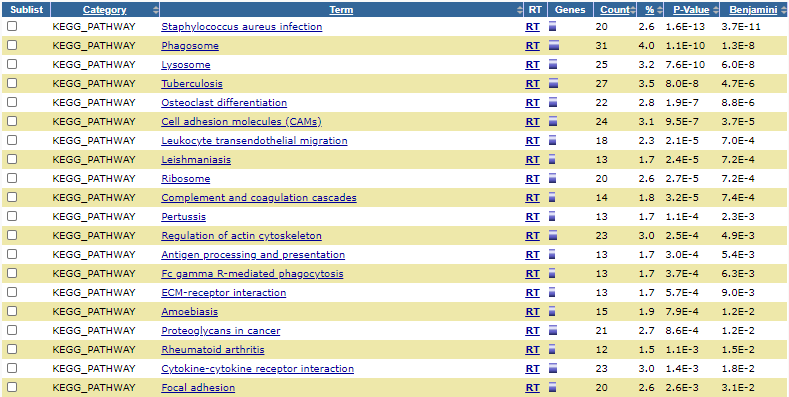 Sublist Category Term RT Genes Count % P-Value Benjamini
KEGG_PATHWAY Staphylococcus aureus infection RT 20 2.6 1.6E-13 3.7E-11
KEGG_PATHWAY Phagosome RT 31 4.0 1.1E-10 1.3E-8
KEGG_PATHWAY Lysosome RT 25 3.2 7.6E-10 6.0E-8
KEGG_PATHWAY Tuberculosis RT 27 3.5 8.0E-8 4.7E-6
KEGG_PATHWAY Osteoclast differentiation RT 22 2.8 1.9E-7 8.8E-6
KEGG_PATHWAY Cell adhesion molecules (CAMs) RT 24 3.1 9.5E-7 3.7E-5
KEGG_PATHWAY Leukocyte transendothelial migration RT 18 2.3 2.1E-5 7.0E-4
KEGG_PATHWAY Leishmaniasis RT 13 1.7 2.4E-5 7.2E-4
KEGG_PATHWAY Ribosome RT 20 2.6 2.7E-5 7.2E-4
KEGG_PATHWAY Complement and coagulation cascades RT 14 1.8 3.2E-5 7.4E-4
KEGG_PATHWAY Pertussis RT 13 1.7 1.1E-4 2.3E-3
KEGG_PATHWAY Regulation of actin cytoskeleton RT 23 3.0 2.5E-4 4.9E-3
KEGG_PATHWAY Antigen processing and presentation RT 13 1.7 3.0E-4 5.4E-3
KEGG_PATHWAY Fc gamma R-mediated phagocytosis RT 13 1.7 3.7E-4 6.3E-3
KEGG_PATHWAY ECM-receptor interaction RT 13 1.7 5.7E-4 9.0E-3
KEGG_PATHWAY Amoebiasis RT 15 1.9 7.9E-4 1.2E-2
KEGG_PATHWAY Proteoglycans in cancer RT 21 2.7 8.6E-4 1.2E-2
KEGG_PATHWAY Rheumatoid arthritis RT 12 1.5 1.1E-3 1.5E-2
KEGG_PATHWAY Cytokine-cytokine receptor interaction RT 23 3.0 1.4E-3 1.8E-2
KEGG_PATHWAY Focal adhesion RT 20 2.6 2.6E-3 3.1E-2